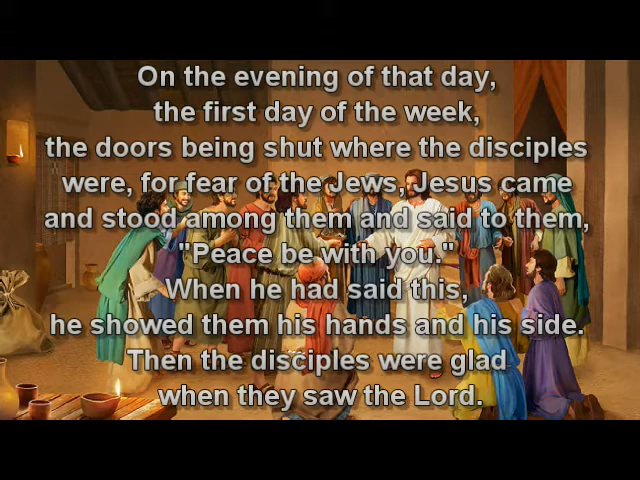 On the evening of that day,
the first day of the week,
the doors being shut where the disciples
were, for fear of the Jews, Jesus came
and stood among them and said to them,
"Peace be with you."
When he had said this,
he showed them his hands and his side.
Then the disciples were glad
when they saw the Lord.